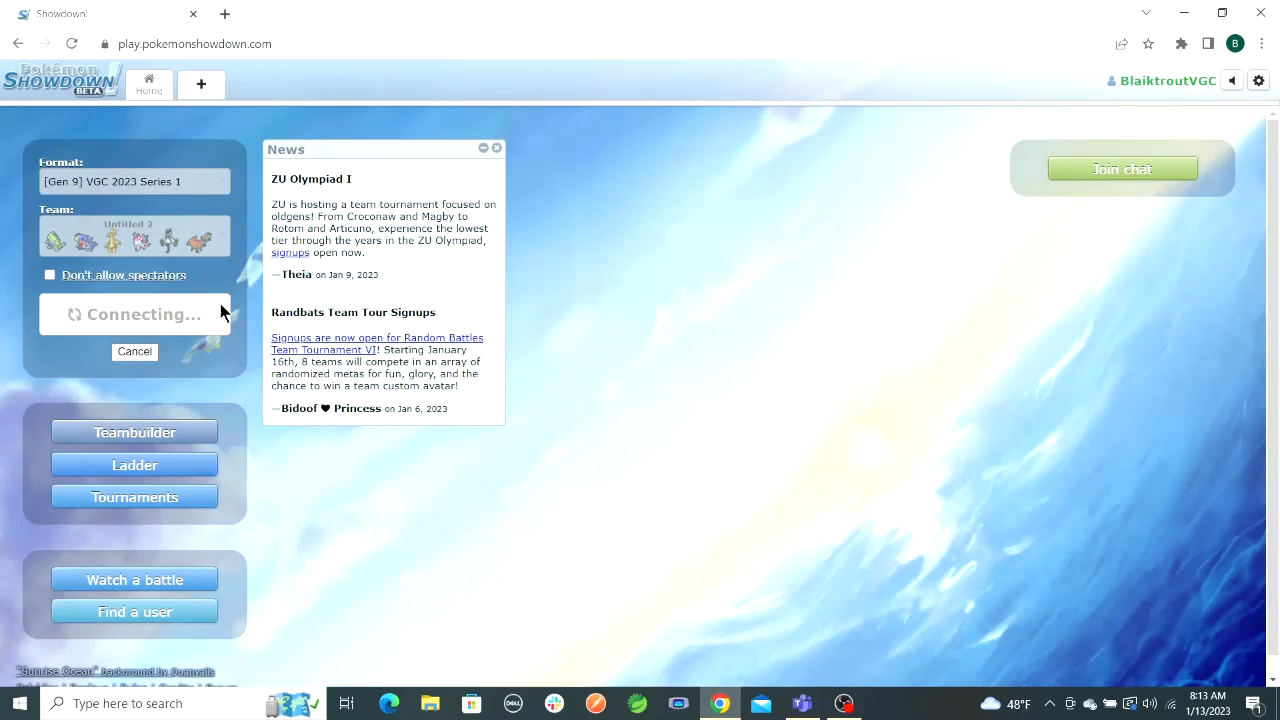 Showdown!
play.pokemonshowdown.com
B
Pokémon
SHOWDOWN!
BETA
Home
BlaiktroutVGC
Format:
[Gen 9] VGC 2023 Series 1
Team:
Untitled 2
Don't allow spectators
Connecting...
Cancel
Teambuilder
Ladder
Tournaments
Watch a battle
Find a user
"Sunrise Ocean" background by Quanyails
News
ZU Olympiad I
ZU is hosting a team tournament focused on
oldgens! From Croconaw and Magby to
Rotom and Articuno, experience the lowest
tier through the years in the ZU Olympiad,
signups open now.
—Theia on Jan 9, 2023
Randbats Team Tour Signups
Signups are now open for Random Battles
Team Tournament VI! Starting January
16th, 8 teams will compete in an array of
randomized metas for fun, glory, and the
chance to win a team custom avatar!
—Bidoof ♥ Princess on Jan 6, 2023
Join chat
Type here to search
DELL
48°F
8:13 AM
1/13/2023